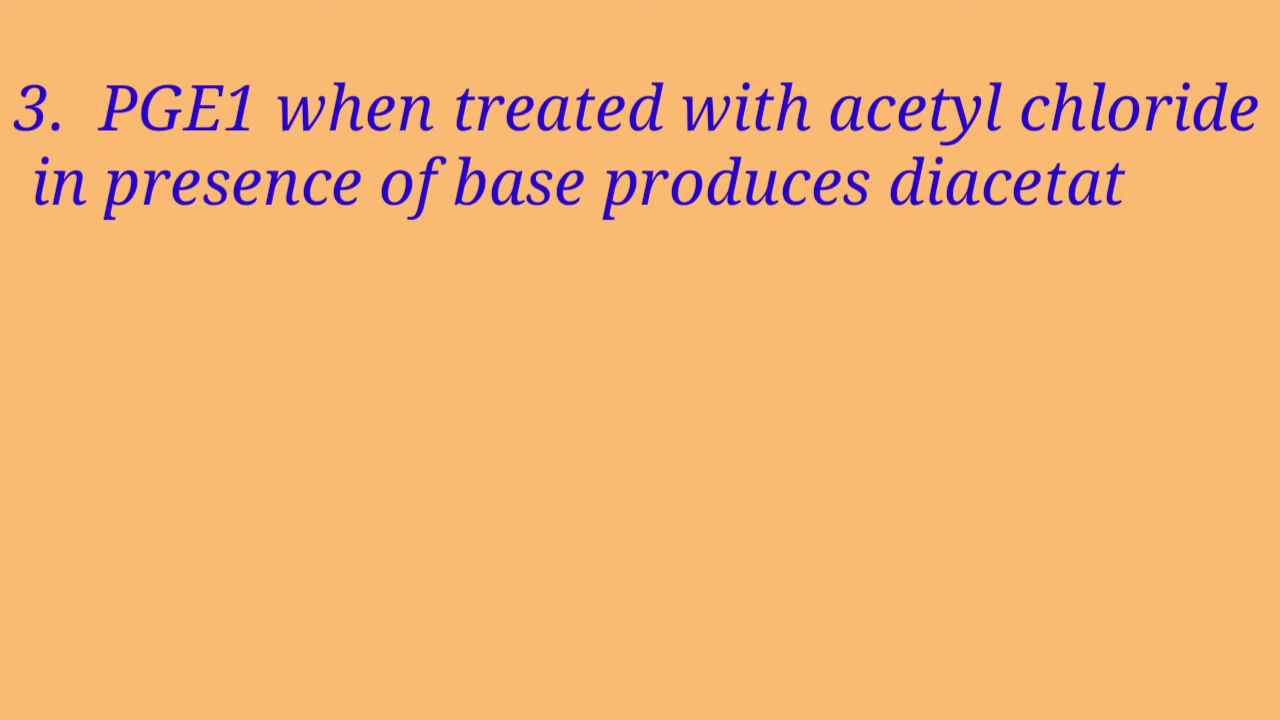 3. PGE1 when treated with acetyl chloride
in presence of base produces diacetat